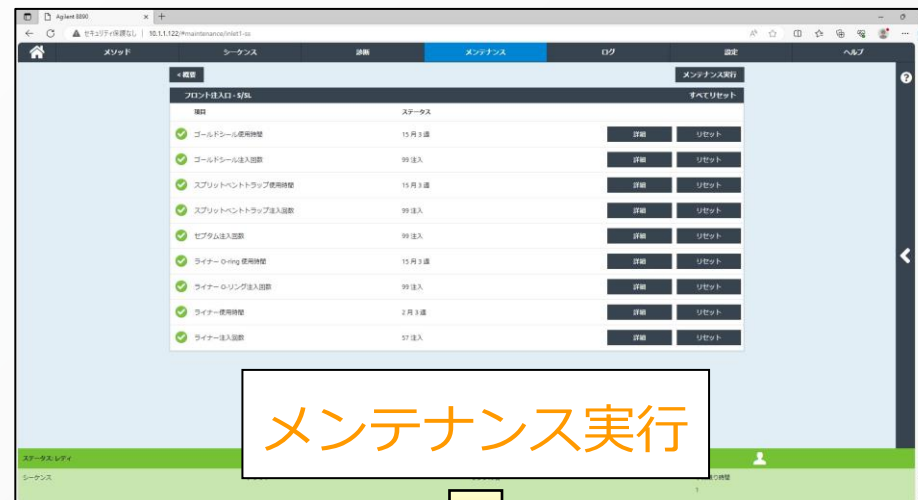 Agilent 8890
セキュリティ保護なし | 10.1.1.122/#maintenance/inlet1-ss
メソッド シーケンス 診断 メンテナンス ログ 設定 ヘルプ
< 概要 メンテナンス実行
フロント注入口 - S/SL すべてリセット
項目 ステータス
ゴールドシール使用時間 15 月 3 週 詳細 リセット
ゴールドシール注入回数 99 注入 詳細 リセット
スプリットベントトラップ使用時間 15 月 3 週 詳細 リセット
スプリットベントトラップ注入回数 99 注入 詳細 リセット
セプタム注入回数 99 注入 詳細 リセット
ライナー O-ring 使用時間 15 月 3 週 詳細 リセット
ライナー O-リング注入回数 99 注入 詳細 リセット
ライナー使用時間 2 月 3 週 詳細 リセット
ライナー注入回数 57 注入 詳細 リセット
メンテナンス実行
ステータス: レディ
シーケンス